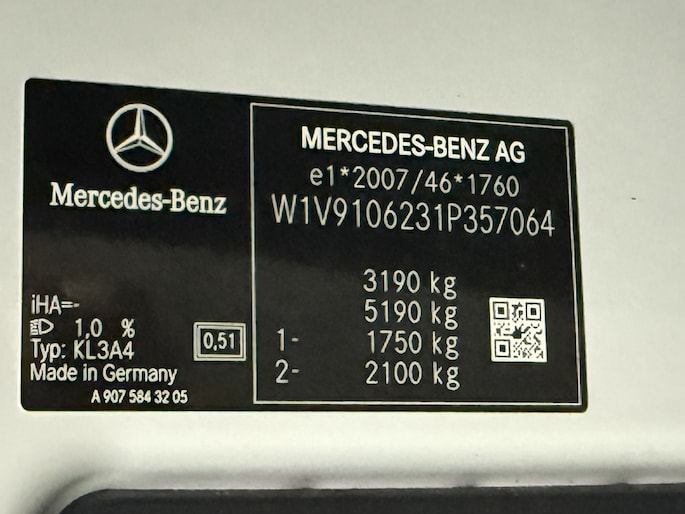 Mercedes-Benz
iHA=-
1,0 %
Typ: KL3A4
Made in Germany
A 907 584 32 05
0,51
MERCEDES-BENZ AG
e1*2007/46*1760
W1V9106231P357064
3190 kg
5190 kg
1- 1750 kg
2- 2100 kg